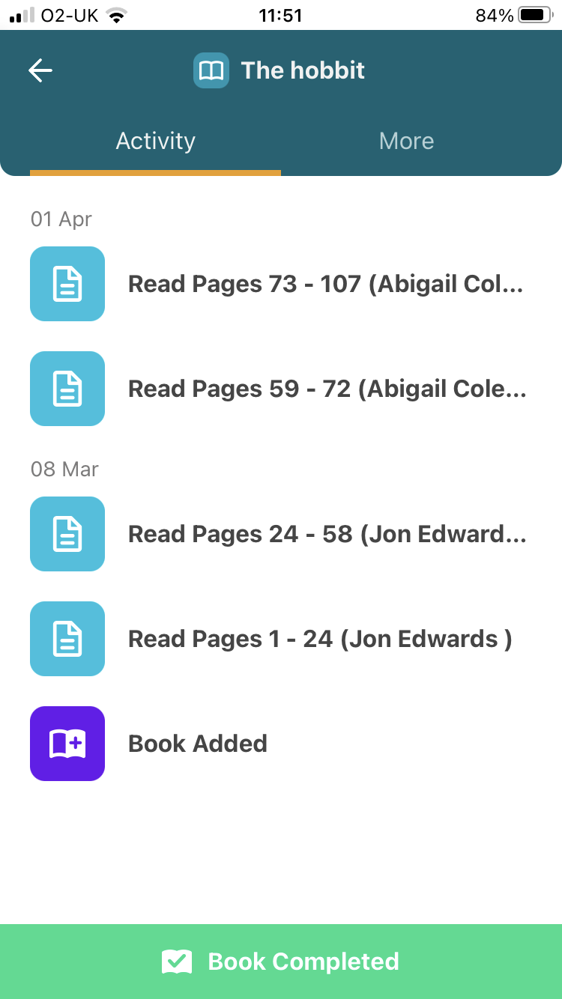 O2-UK 11:51 84%
The hobbit
Activity More
01 Apr
Read Pages 73 - 107 (Abigail Col...
Read Pages 59 - 72 (Abigail Cole...
08 Mar
Read Pages 24 - 58 (Jon Edward...
Read Pages 1 - 24 (Jon Edwards )
Book Added
Book Completed